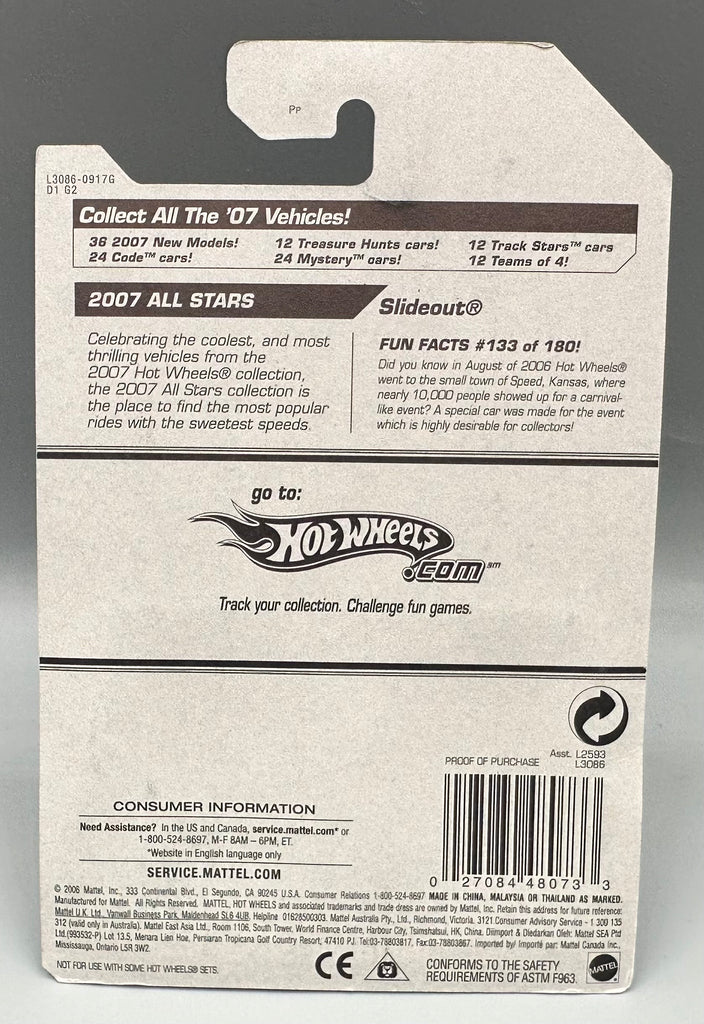 Pp
L3086-0917G
D1 G2
Collect All The '07 Vehicles!
36 2007 New Models! 12 Treasure Hunts cars! 12 Track Stars™ cars
24 Code™ cars! 24 Mystery™ cars! 12 Teams of 4!
2007 ALL STARS
Celebrating the coolest, and most
thrilling vehicles from the
2007 Hot Wheels® collection,
the 2007 All Stars collection is
the place to find the most popular
rides with the sweetest speeds.
Slideout®
FUN FACTS #133 of 180!
Did you know in August of 2006 Hot Wheels®
went to the small town of Speed, Kansas, where
nearly 10,000 people showed up for a carnival-
like event? A special car was made for the event
which is highly desirable for collectors!
go to:
HOT WHEELS
.com℠
Track your collection. Challenge fun games.
Asst. L2593
L3086
PROOF OF PURCHASE
0 27084 48073 3
CONSUMER INFORMATION
Need Assistance? In the US and Canada, service.mattel.com* or
1-800-524-8697, M-F 8AM – 6PM, ET.
*Website in English language only
SERVICE.MATTEL.COM
© 2006 Mattel, Inc., 333 Continental Blvd., El Segundo, CA 90245 U.S.A. Consumer Relations 1-800-524-8697 MADE IN CHINA, MALAYSIA OR THAILAND AS MARKED.
Manufactured for Mattel. All Rights Reserved. MATTEL, HOT WHEELS and associated trademarks and trade dress are owned by Mattel, Inc. Retain this address for future reference:
Mattel U.K. Ltd., Vanwall Business Park, Maidenhead SL6 4UB. Helpline 01628500303. Mattel Australia Pty., Ltd., Richmond, Victoria. 3121 Consumer Advisory Service - 1 300 135
312 (valid only in Australia). Mattel East Asia Ltd., Room 1106, South Tower, World Finance Centre, Harbour City, Tsimshatsui, HK, China. Diimport & Diedarkan Oleh: Mattel SEA Ptd
Ltd.(993532-P) Lot 13.5, Menara Lien Hoe, Persiaran Tropicana Golf Country Resort, 47410 PJ. Tel:03-78803817, Fax:03-78803867. Imported by/ Importé par: Mattel Canada Inc.,
Mississauga, Ontario L5R 3W2.
NOT FOR USE WITH SOME HOT WHEELS® SETS.
CE
CONFORMS TO THE SAFETY
REQUIREMENTS OF ASTM F963.
MATTEL